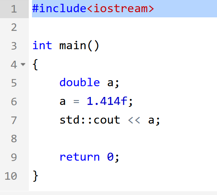 1 #include<iostream>
2
3 int main()
4 {
5 double a;
6 a = 1.414f;
7 std::cout << a;
8
9 return 0;
10 }